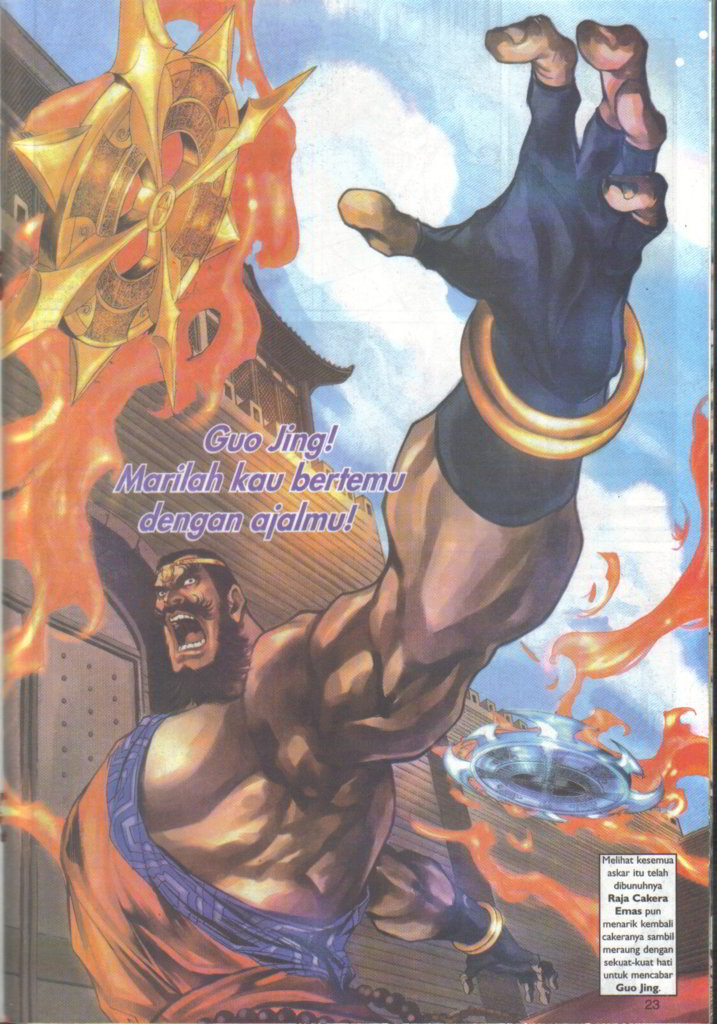 Guo Jing!
Marilah kau bertemu
dengan ajalmu!
Melihat kesemua
askar itu telah
dibunuhnya
Raja Cakera
Emas pun
menarik kembali
cakeranya sambil
meraung dengan
sekuat-kuat hati
untuk mencabar
Guo Jing.
23